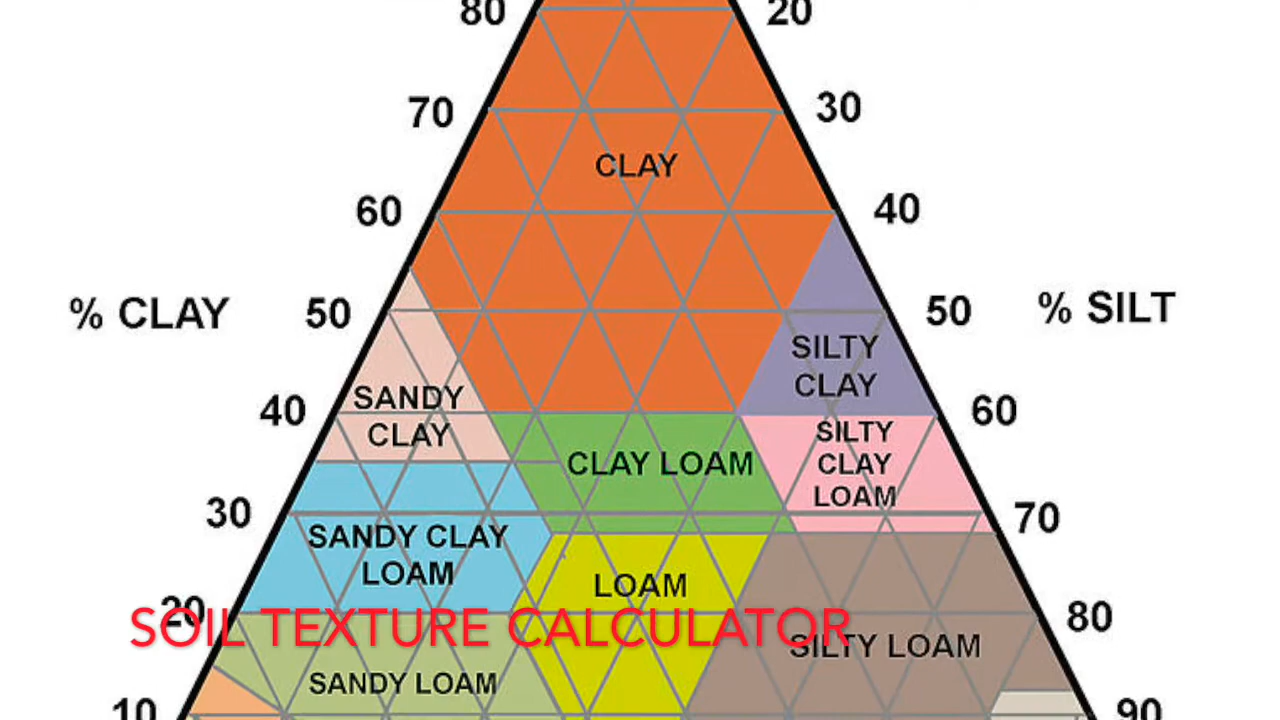 80
20
70
30
CLAY
60
40
% CLAY
50
50
% SILT
SILTY
CLAY
SANDY
CLAY
40
60
SILTY
CLAY
LOAM
CLAY LOAM
30
70
SANDY CLAY
LOAM
LOAM
20
80
SOIL TEXTURE CALCULATOR
SILTY LOAM
SANDY LOAM
10
90